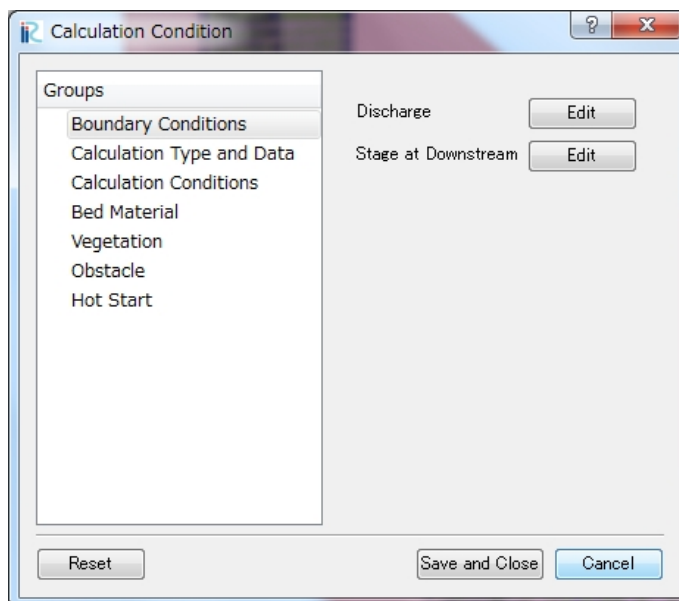 Calculation Condition
Groups
Boundary Conditions
Calculation Type and Data
Calculation Conditions
Bed Material
Vegetation
Obstacle
Hot Start
Discharge Edit
Stage at Downstream Edit
Reset Save and Close Cancel